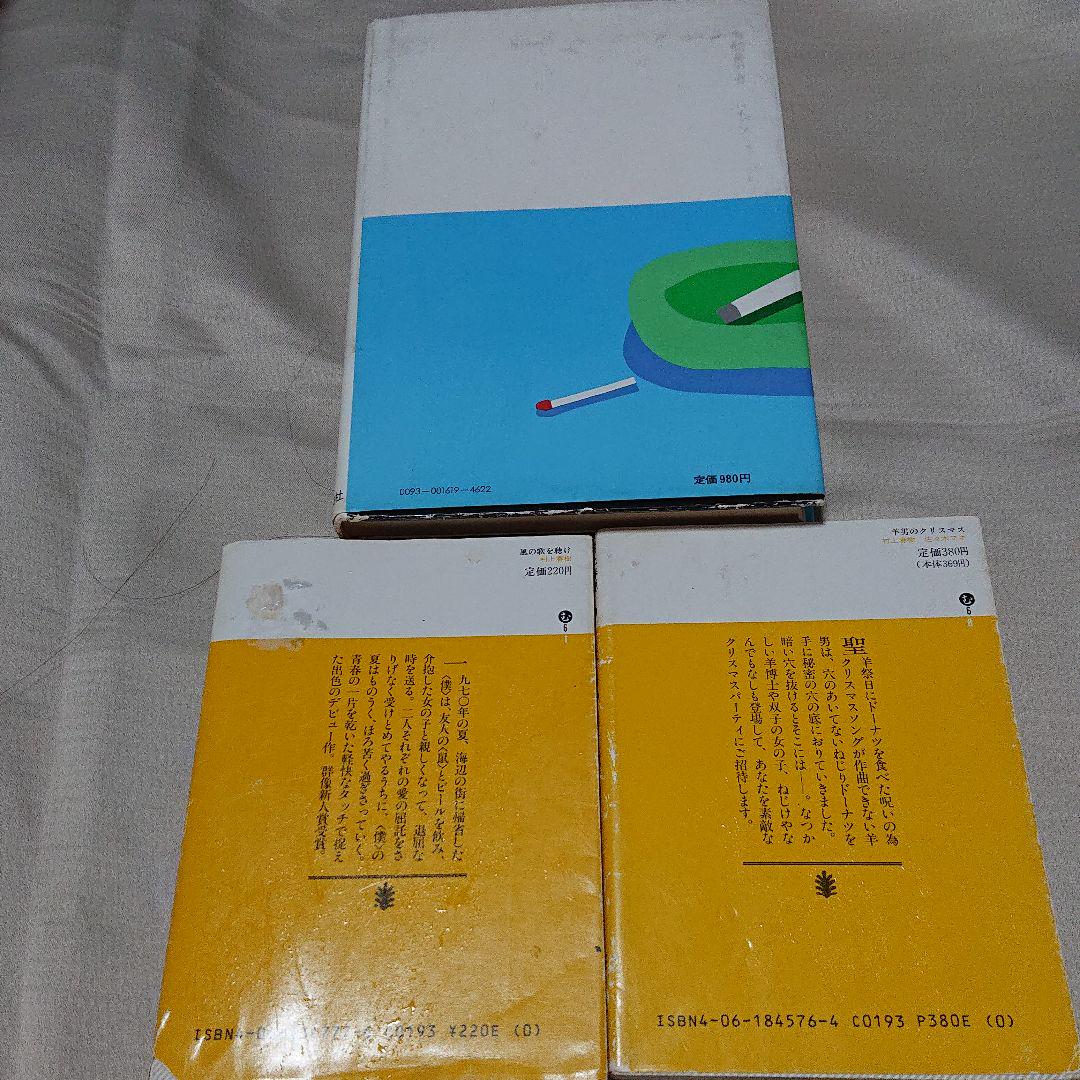 社
0093-001619-4622
定価980円
風の歌を聴け
村上春樹
定価220円
む
6
一九七〇年の夏、海辺の街に帰省した
〈僕〉は、友人の〈鼠〉とビールを飲み、
介抱した女の子と親しくなって、退屈な
時を送る。二人それぞれの愛の屈託をさ
りげなく受けとめてやるうちに、〈僕〉の
夏はものうく、ほろ苦く過ぎさっていく。
青春の一片を乾いた軽快なタッチで捉え
た出色のデビュー作。群像新人賞受賞。
C0193 ¥220E (0)
羊男のクリスマス
村上春樹 佐々木マキ
定価380円
(本体369円)
む
6
聖羊祭日にドーナツを食べた呪いの為
クリスマスソングが作曲できない羊
男は、穴のあいてないねじりドーナツを
手に秘密の穴の底におりていきました。
暗い穴を抜けるとそこには――。なつか
しい羊博士や双子の女の子、ねじけやな
んでもなしも登場して、あなたを素敵な
クリスマスパーティにご招待します。
ISBN4-06-184576-4 C0193 P380E (0)